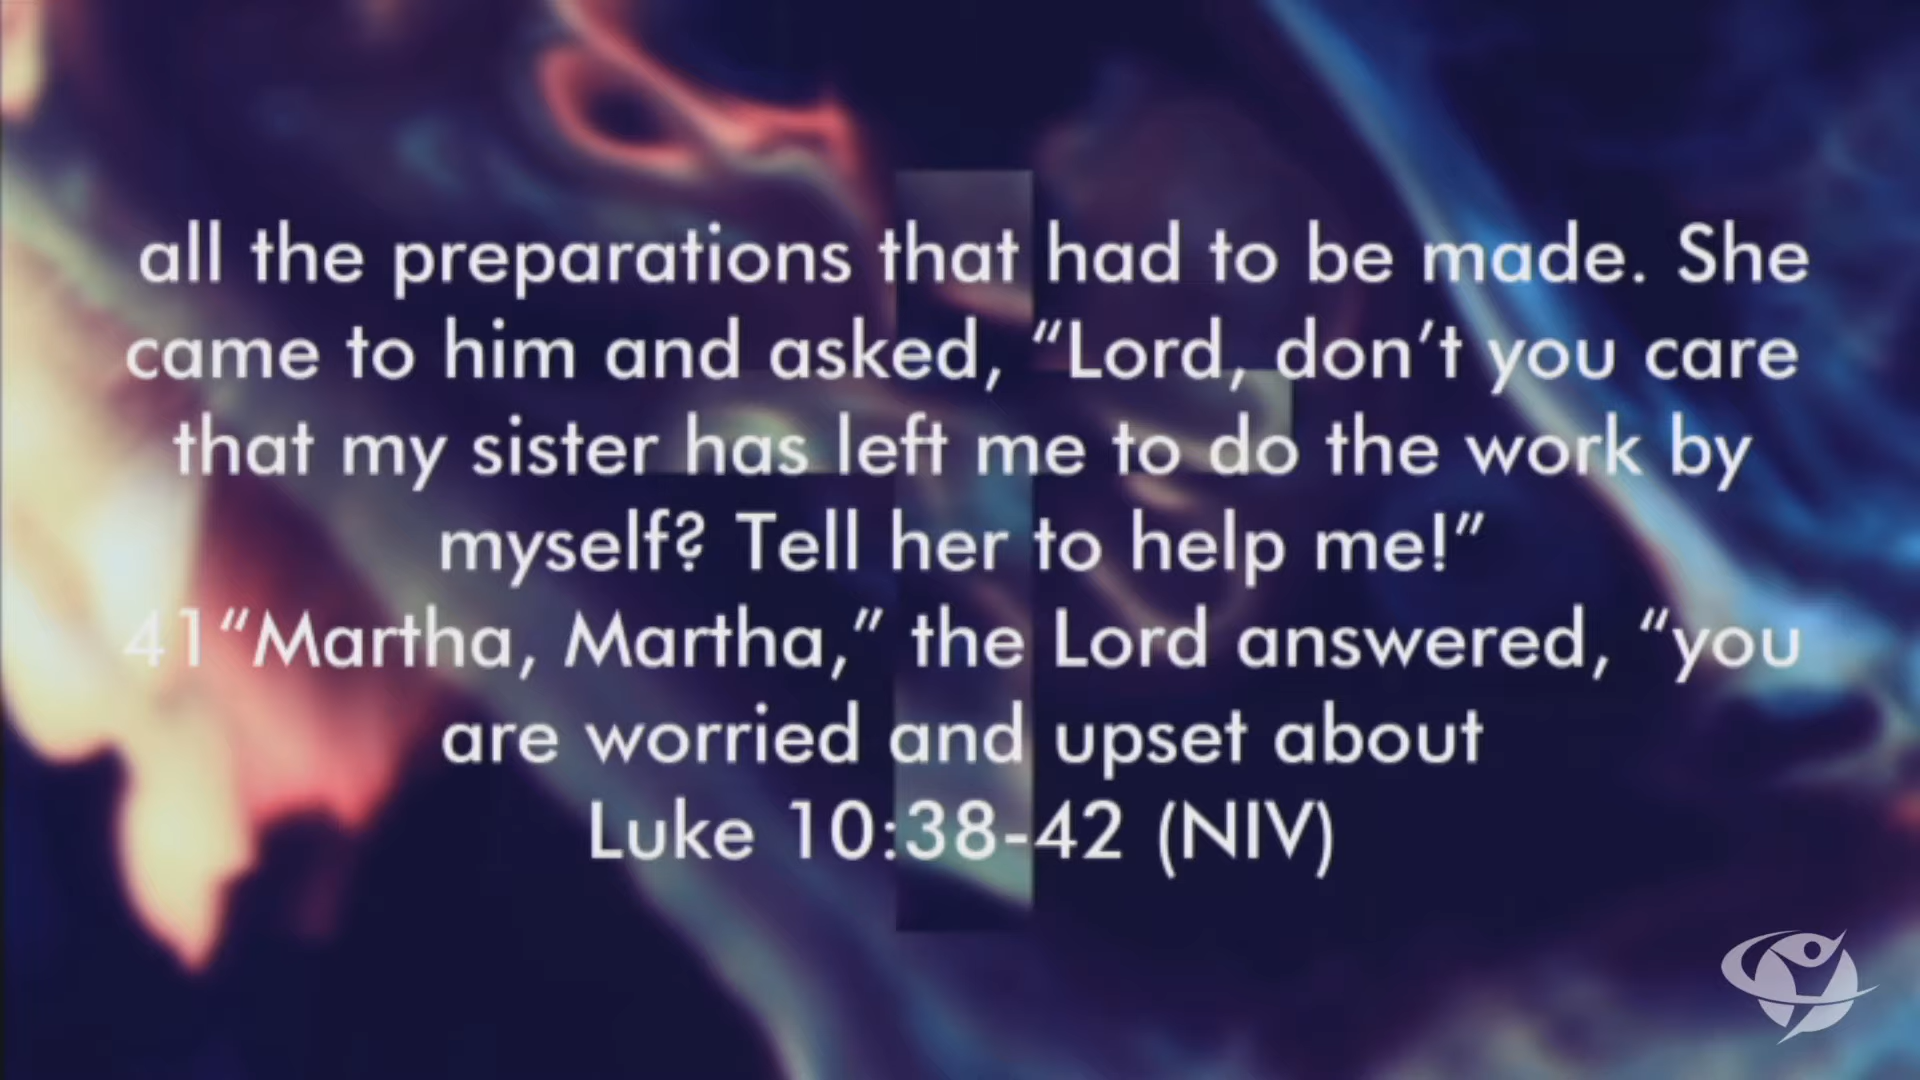 all the preparations that had to be made. She
came to him and asked, “Lord, don’t you care
that my sister has left me to do the work by
myself? Tell her to help me!”
41“Martha, Martha,” the Lord answered, “you
are worried and upset about
Luke 10:38-42 (NIV)